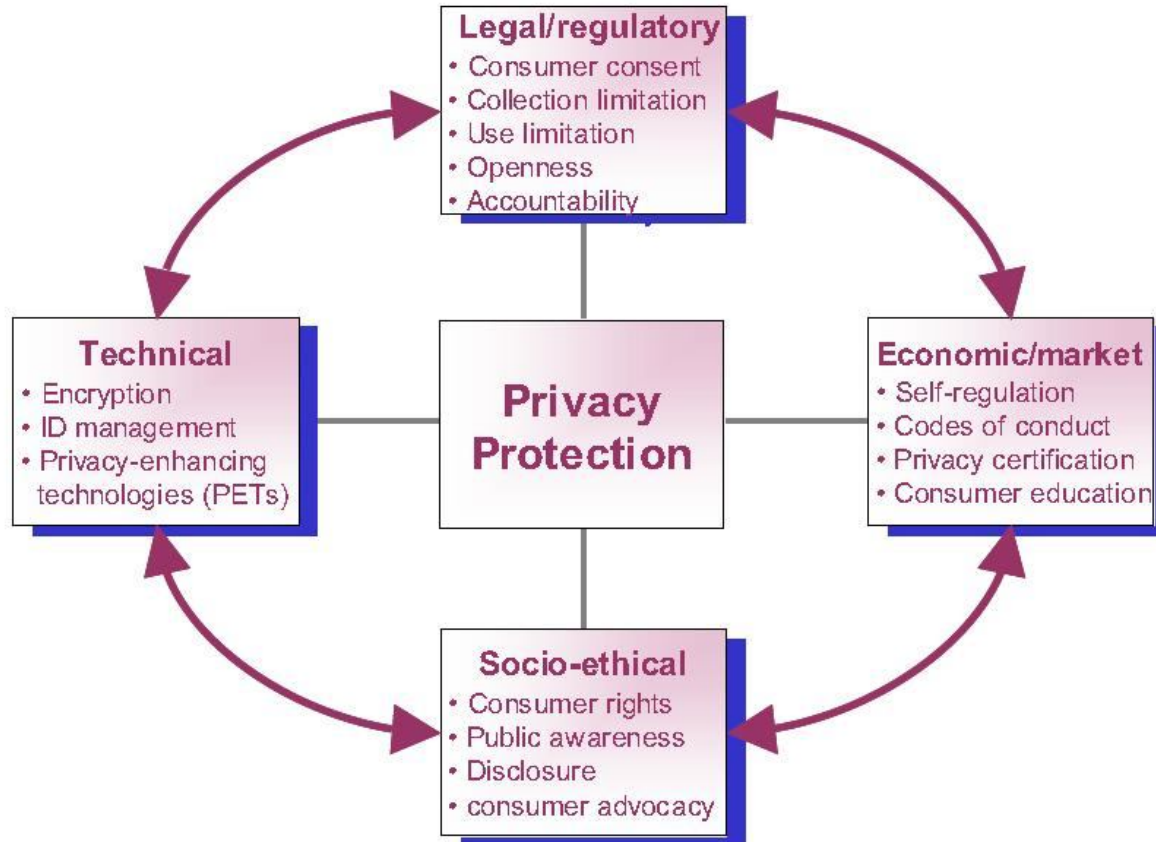 Legal/regulatory
• Consumer consent
• Collection limitation
• Use limitation
• Openness
• Accountability
Technical
• Encryption
• ID management
• Privacy-enhancing
technologies (PETs)
Privacy
Protection
Economic/market
• Self-regulation
• Codes of conduct
• Privacy certification
• Consumer education
Socio-ethical
• Consumer rights
• Public awareness
• Disclosure
• consumer advocacy